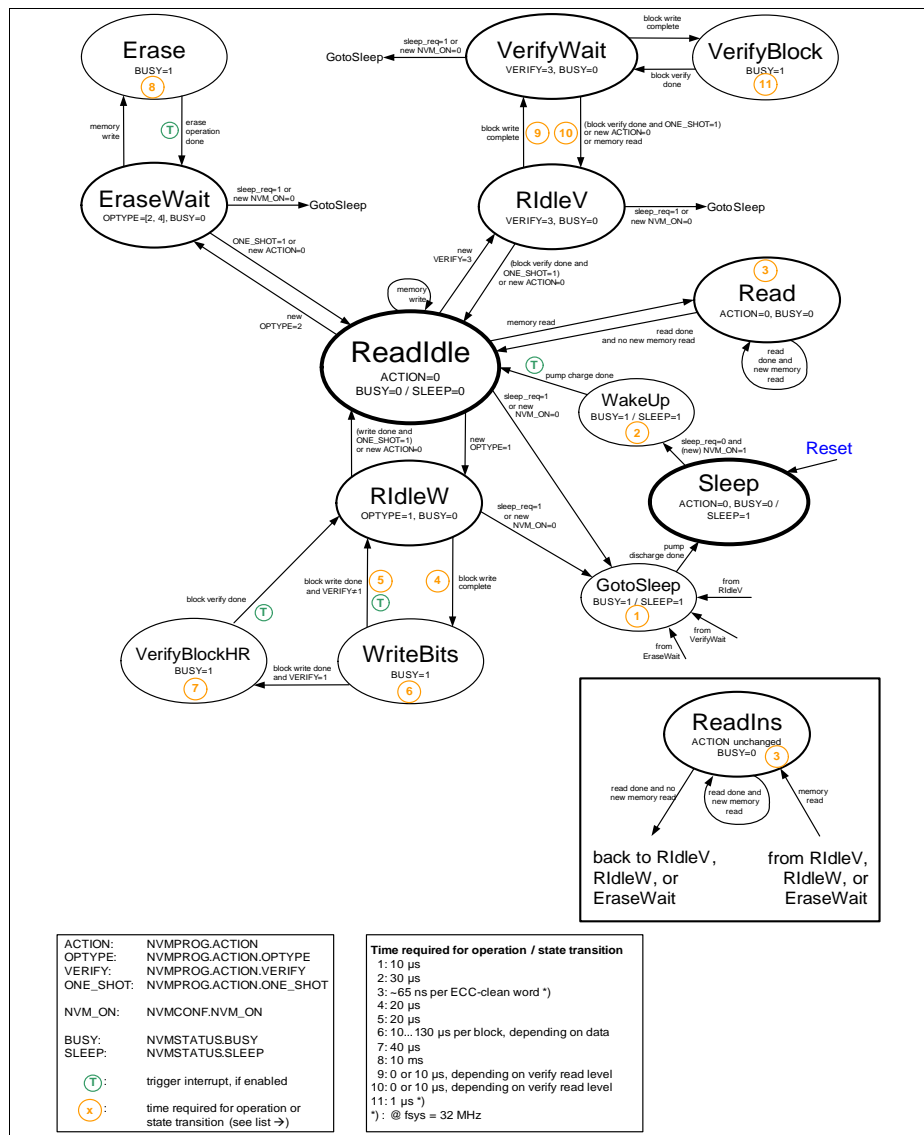 Erase
BUSY=1
8
memory
write
T
erase
operation
done
EraseWait
OPTYPE=[2, 4], BUSY=0
sleep_req=1 or
new NVM_ON=0
GotoSleep
ONE_SHOT=1 or
new ACTION=0
new
OPTYPE=2
sleep_req=1 or
new NVM_ON=0
GotoSleep
VerifyWait
VERIFY=3, BUSY=0
block write
complete
block verify
done
VerifyBlock
BUSY=1
11
block write
complete
9
10
(block verify done and ONE_SHOT=1)
or new ACTION=0
or memory read
RIdleV
VERIFY=3, BUSY=0
sleep_req=1 or
new NVM_ON=0
GotoSleep
new
VERIFY=3
(block verify done and
ONE_SHOT=1)
or new ACTION=0
memory
write
ReadIdle
ACTION=0
BUSY=0 / SLEEP=0
memory read
read done
and no new memory read
3
Read
ACTION=0, BUSY=0
read
done and
new memory
read
T
pump charge done
WakeUp
BUSY=1 / SLEEP=1
2
sleep_req=0 and
(new) NVM_ON=1
Reset
Sleep
ACTION=0, BUSY=0 /
SLEEP=1
sleep_req=1
or new
NVM_ON=0
(write done and
ONE_SHOT=1)
or new ACTION=0
new
OPTYPE=1
RIdleW
OPTYPE=1, BUSY=0
sleep_req=1
or new
NVM_ON=0
pump
discharge done
GotoSleep
BUSY=1 / SLEEP=1
1
from
RIdleV
from
VerifyWait
from
EraseWait
block write done
and VERIFY≠1
5
T
4
block write
complete
block verify done
T
VerifyBlockHR
BUSY=1
7
block write done
and VERIFY=1
WriteBits
BUSY=1
6
ReadIns
ACTION unchanged
BUSY=0
3
read done and no
new memory read
read done and
new memory
read
memory
read
back to RIdleV,
RIdleW, or
EraseWait
from RIdleV,
RIdleW, or
EraseWait
ACTION: NVMPROG.ACTION
OPTYPE: NVMPROG.ACTION.OPTYPE
VERIFY: NVMPROG.ACTION.VERIFY
ONE_SHOT: NVMPROG.ACTION.ONE_SHOT
NVM_ON: NVMCONF.NVM_ON
BUSY: NVMSTATUS.BUSY
SLEEP: NVMSTATUS.SLEEP
T : trigger interrupt, if enabled
x : time required for operation or
state transition (see list →)
Time required for operation / state transition
1: 10 µs
2: 30 µs
3: ~65 ns per ECC-clean word *)
4: 20 µs
5: 20 µs
6: 10...130 µs per block, depending on data
7: 40 µs
8: 10 ms
9: 0 or 10 µs, depending on verify read level
10: 0 or 10 µs, depending on verify read level
11: 1 µs *)
*) : @ fsys = 32 MHz